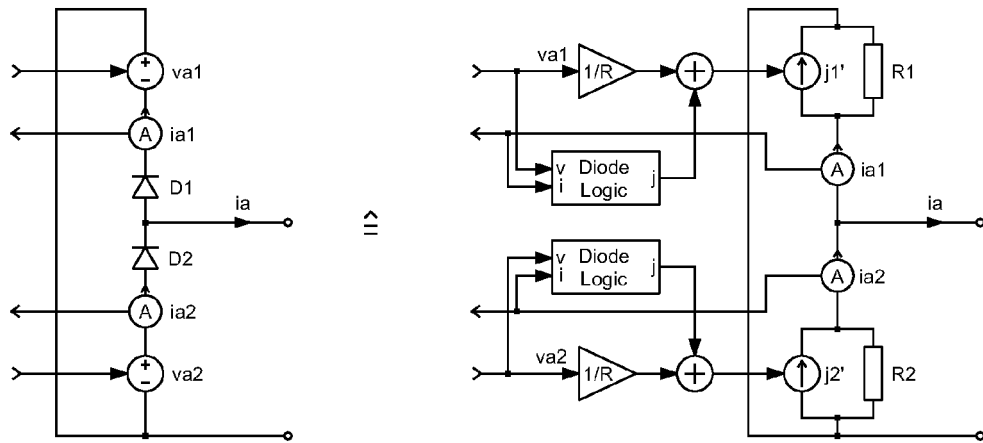 va1
A
ia1
D1
ia
D2
A
ia2
va2
≙
va1
1/R
j1'
R1
v
i
Diode
Logic
j
A
ia1
ia
v
i
Diode
Logic
j
A
ia2
va2
1/R
j2'
R2